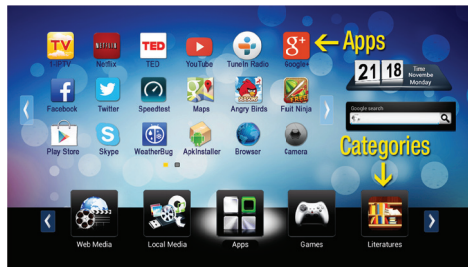 TV
NETFLIX
TED
g+
Apps
T-IPTV
Netflix
TED
YouTube
TuneIn Radio
Google+
21 18
Time
Novembe
Monday
Facebook
Twitter
Speedtest
Maps
Angry Birds
Fuit Ninja
Google search
Play Store
Skype
WeatherBug
ApkInstaller
Browser
Camera
Categories
Web Media
Local Media
Apps
Games
Literatures